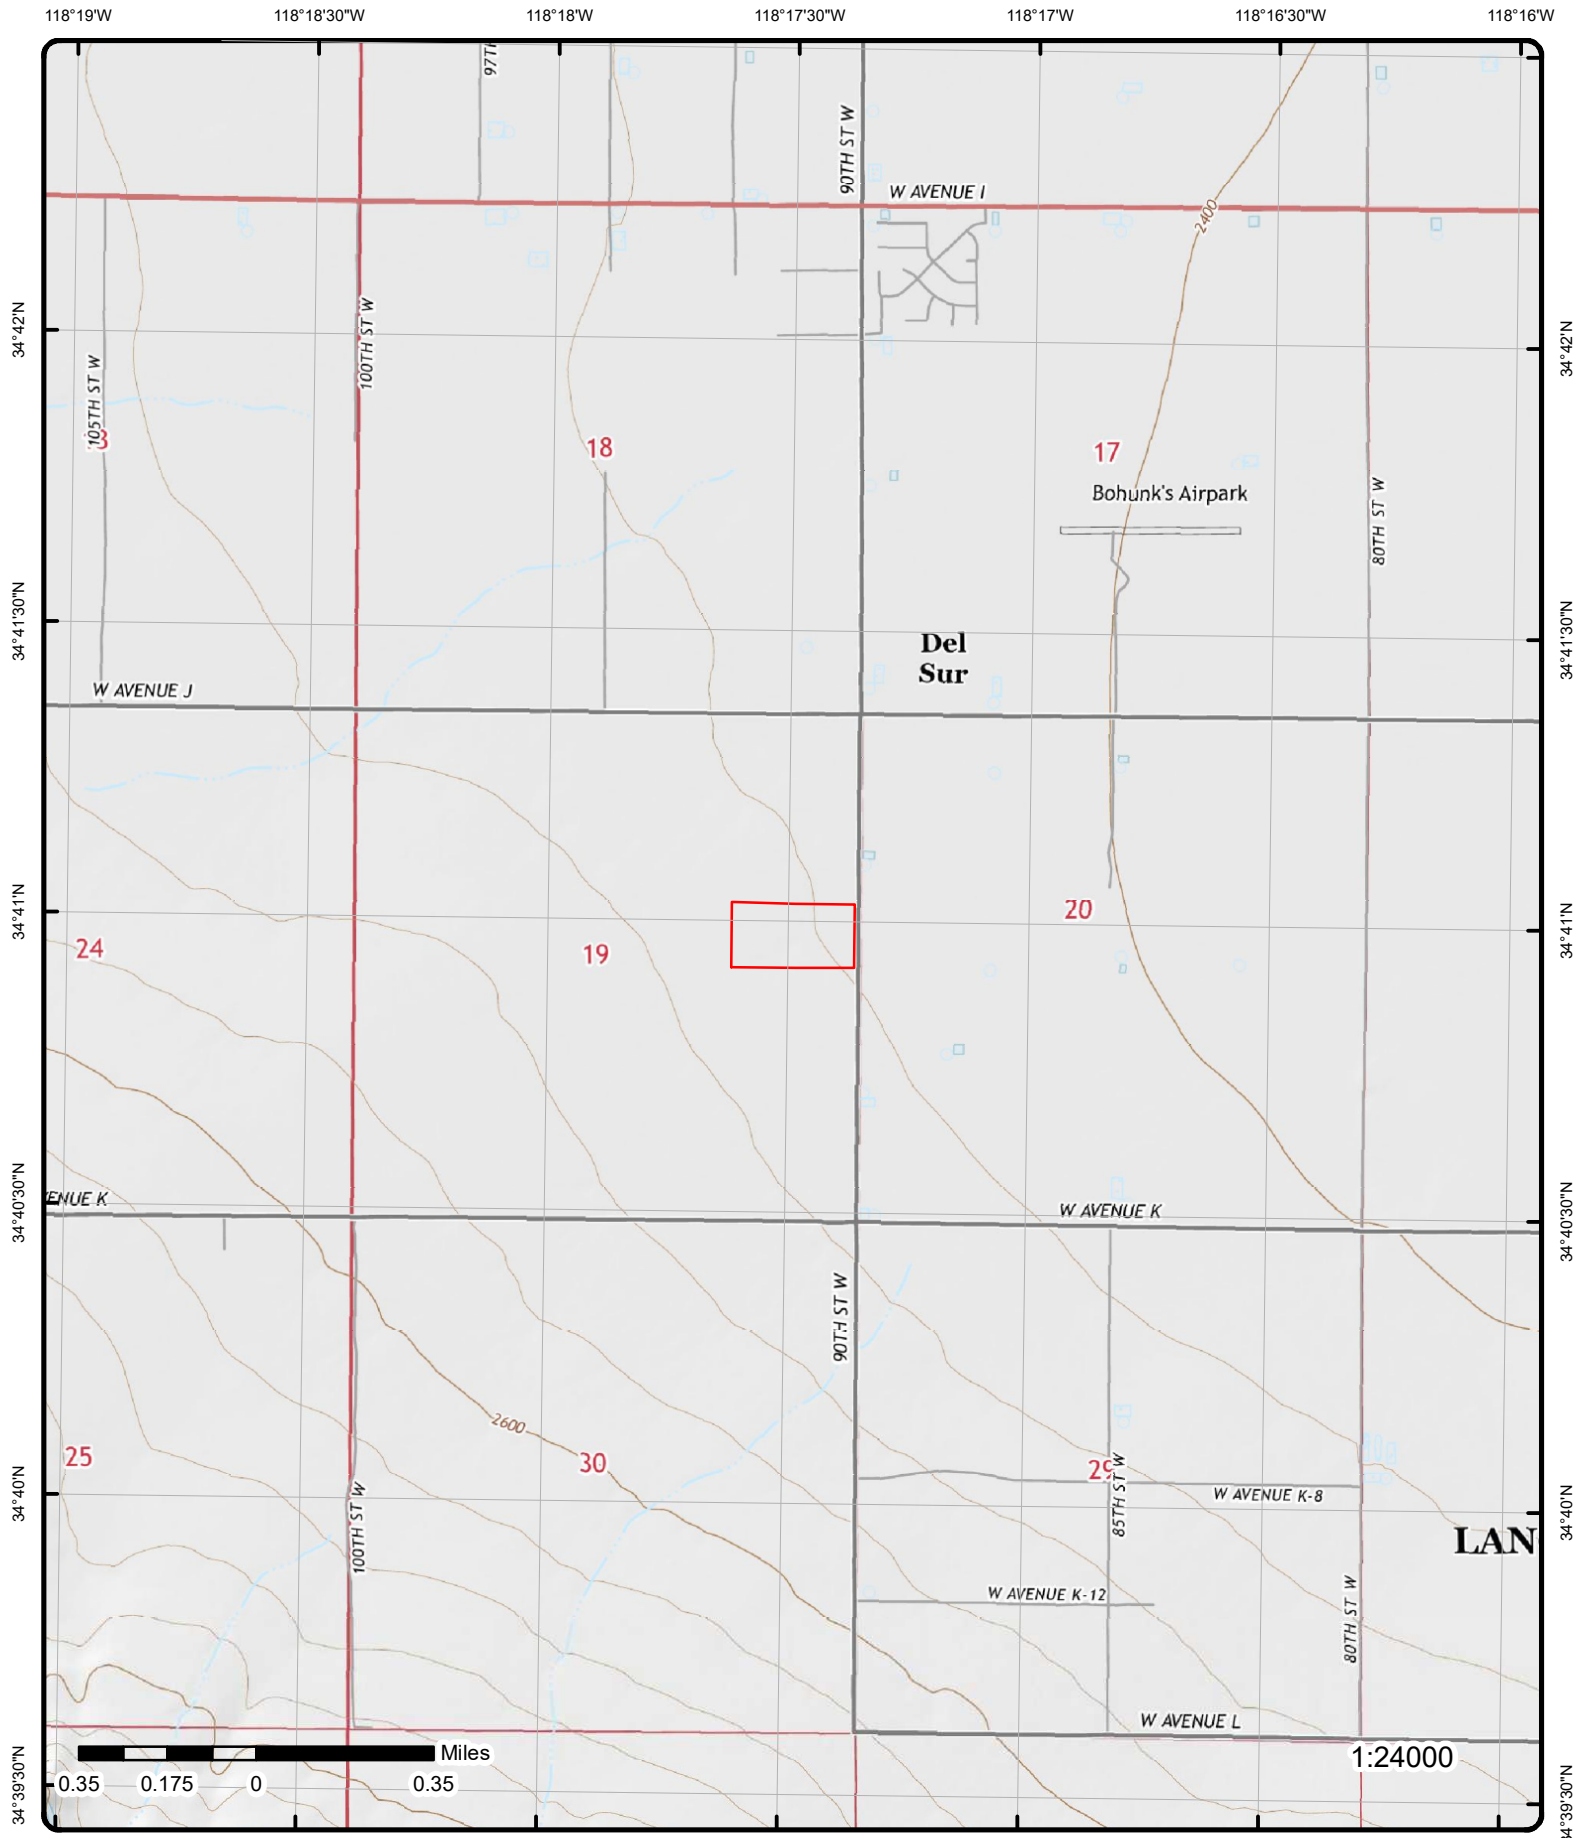 118°19'W 118°18'30"W 118°18'W 118°17'30"W 118°17'W 118°16'30"W 118°16'W
97TH
90TH ST W
W AVENUE I
2400
34°42'N
100TH ST W
34°42'N
105TH ST W
18
17
Bohunk's Airpark
80TH ST W
34°41'30"N
Del
Sur
34°41'30"N
W AVENUE J
34°41'N
20
34°41'N
24
19
34°40'30"N
ENUE K
W AVENUE K
34°40'30"N
90TH ST W
2600
25
30
29
85TH ST W
W AVENUE K-8
34°40'N
100TH ST W
34°40'N
LAN
W AVENUE K-12
80TH ST W
W AVENUE L
Miles
1:24000
0.35 0.175 0 0.35
34°39'30"N
34°39'30"N